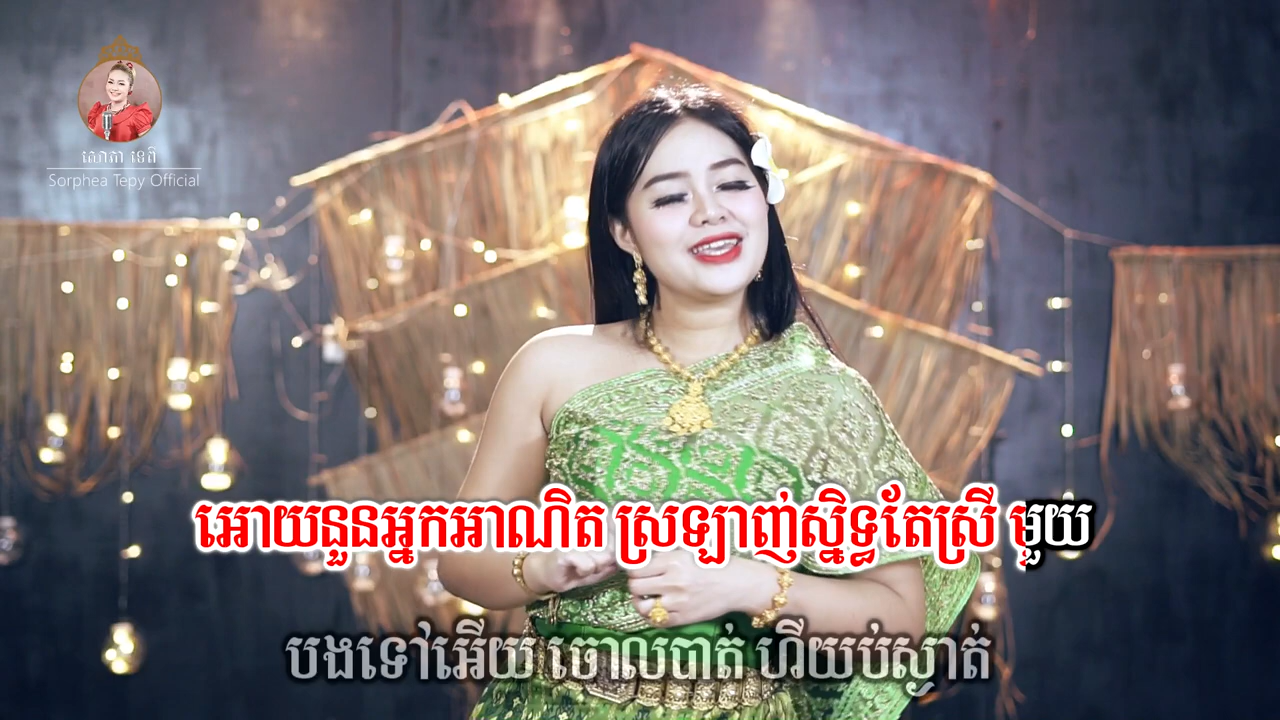 សោភា ទេពី
Sorphea Tepy Official
អោយនួនអ្នកអាណិត ស្រឡាញ់ស្និទ្ធតែស្រី មួយ
បងទៅអើយ ចោលបាត់ ហឺយប់ស្ងាត់